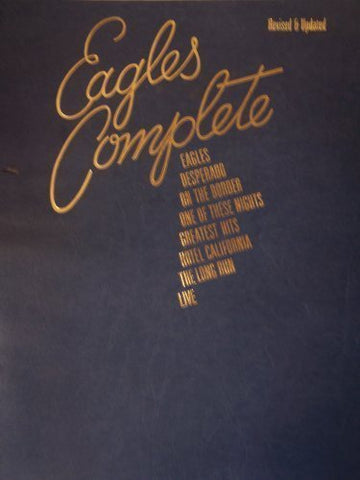 Revised & Updated
Eagles
Complete
EAGLES
DESPERADO
ON THE BORDER
ONE OF THESE NIGHTS
GREATEST HITS
HOTEL CALIFORNIA
THE LONG RUN
LIVE